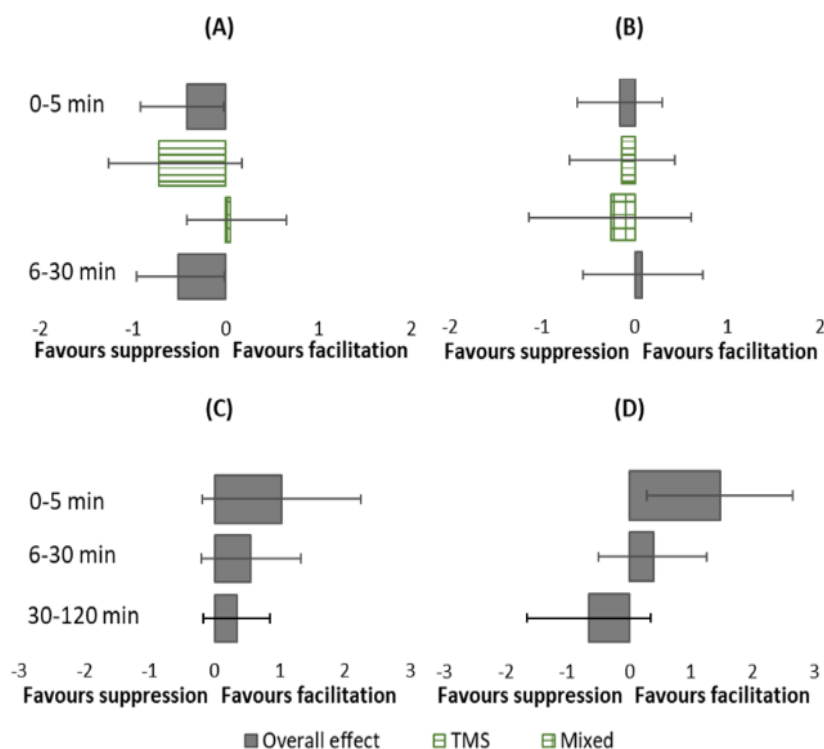 (A) (B)
0-5 min
6-30 min
-2 -1 0 1 2 -2 -1 0 1 2
Favours suppression Favours facilitation Favours suppression Favours facilitation
(C) (D)
0-5 min
6-30 min
30-120 min
-3 -2 -1 0 1 2 3 -3 -2 -1 0 1 2 3
Favours suppression Favours facilitation Favours suppression Favours facilitation
Overall effect TMS Mixed